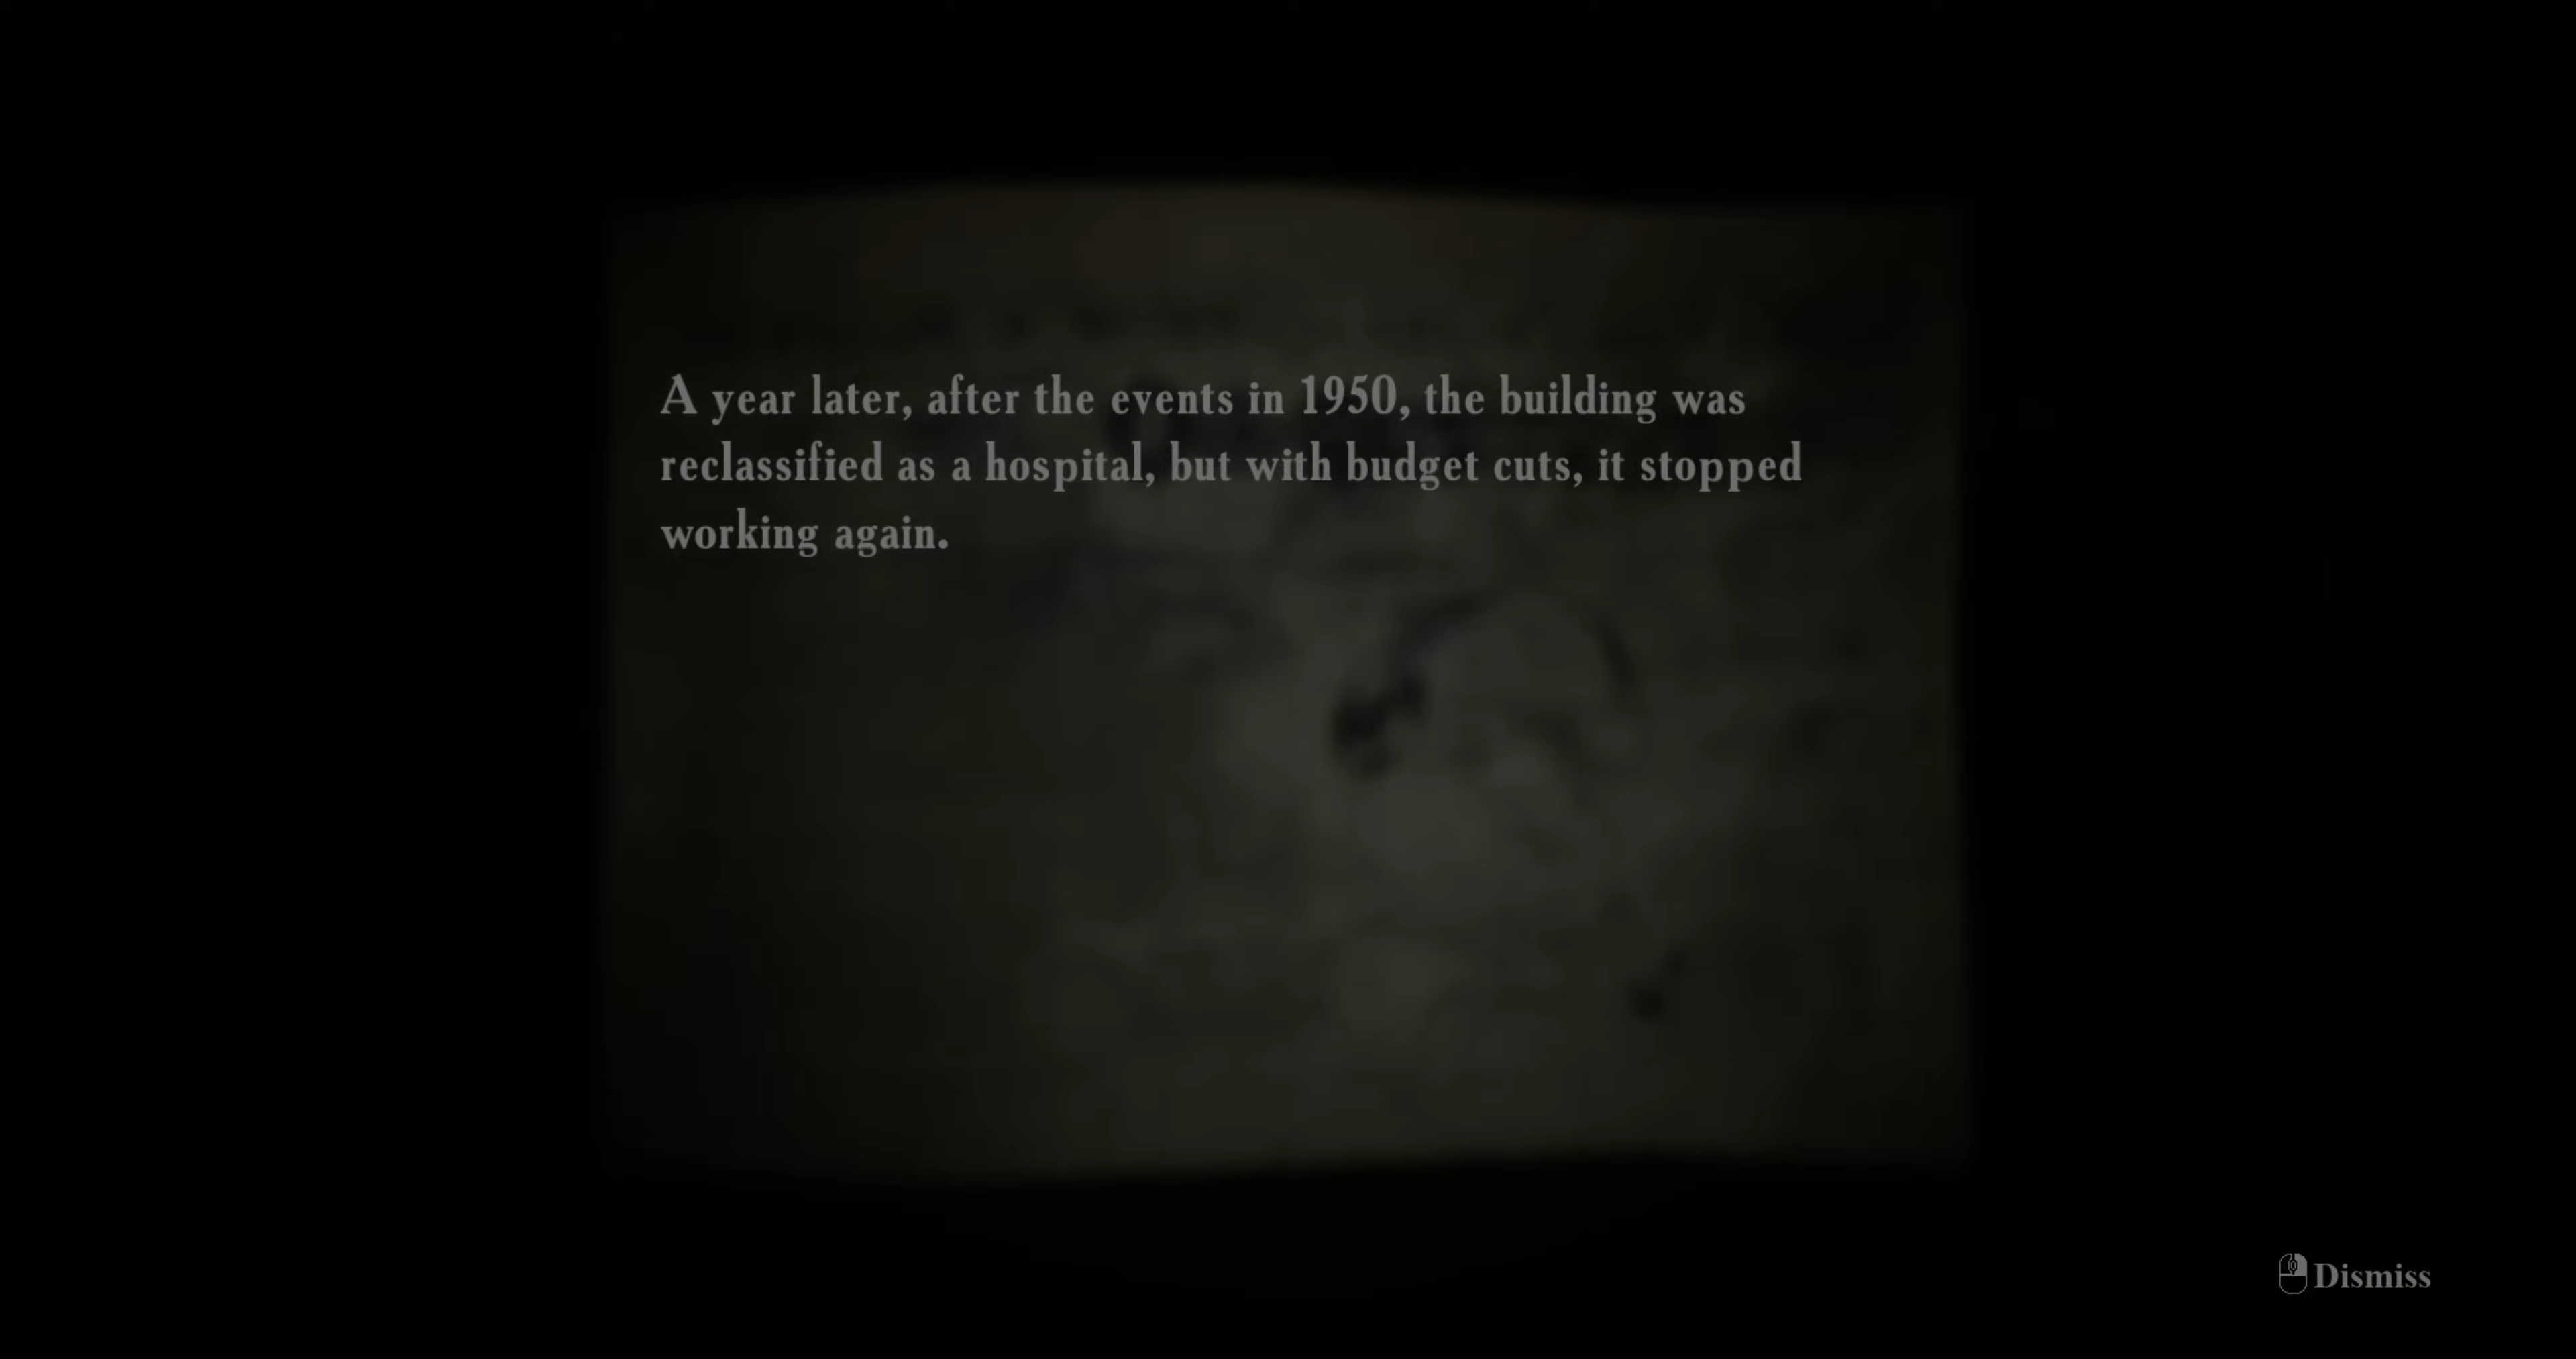 A year later, after the events in 1950, the building was
reclassified as a hospital, but with budget cuts, it stopped
working again.
Dismiss